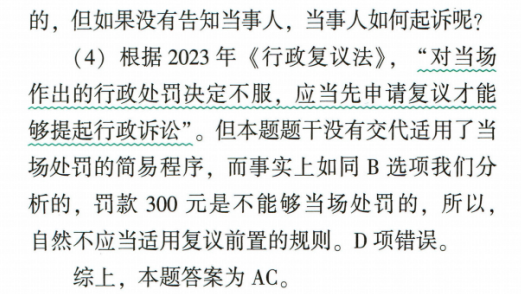 的，但如果没有告知当事人，当事人如何起诉呢？
（4）根据 2023 年《行政复议法》，“对当场
作出的行政处罚决定不服，应当先申请复议才能
够提起行政诉讼”。但本题题干没有交代适用了当
场处罚的简易程序，而事实上如同 B 选项我们分
析的，罚款 300 元是不能够当场处罚的，所以，
自然不应当适用复议前置的规则。D 项错误。
综上，本题答案为 AC。